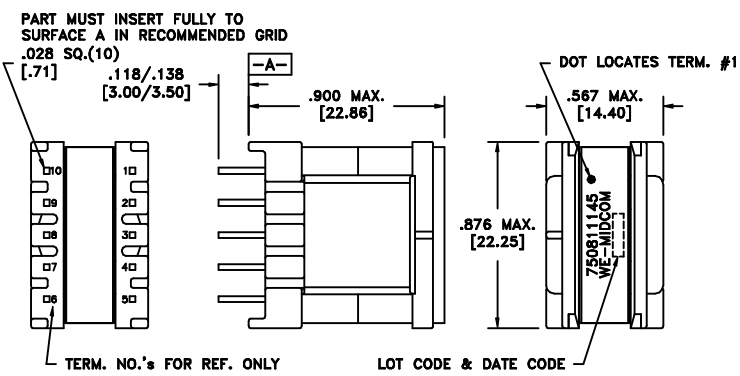 PART MUST INSERT FULLY TO
SURFACE A IN RECOMMENDED GRID
.028 SQ.(10)
[.71]
.118/.138
[3.00/3.50]
-A-
.900 MAX.
[22.86]
DOT LOCATES TERM. #1
.567 MAX.
[14.40]
10
1
9
2
8
3
7
4
6
5
.876 MAX.
[22.25]
750811145
WE-MIDCOM
TERM. NO.'s FOR REF. ONLY
LOT CODE & DATE CODE